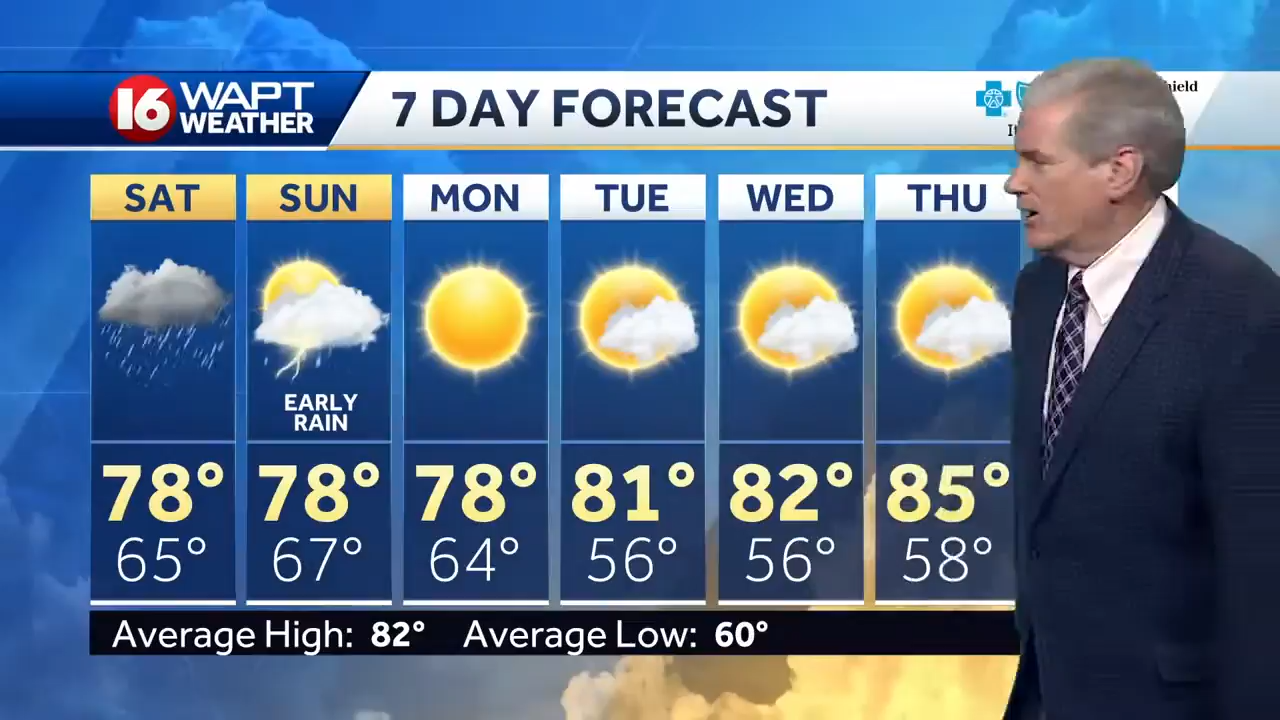 16 WAPT
WEATHER
7 DAY FORECAST
SAT SUN MON TUE WED THU
EARLY
RAIN
78° 78° 78° 81° 82° 85°
65° 67° 64° 56° 56° 58°
Average High: 82° Average Low: 60°